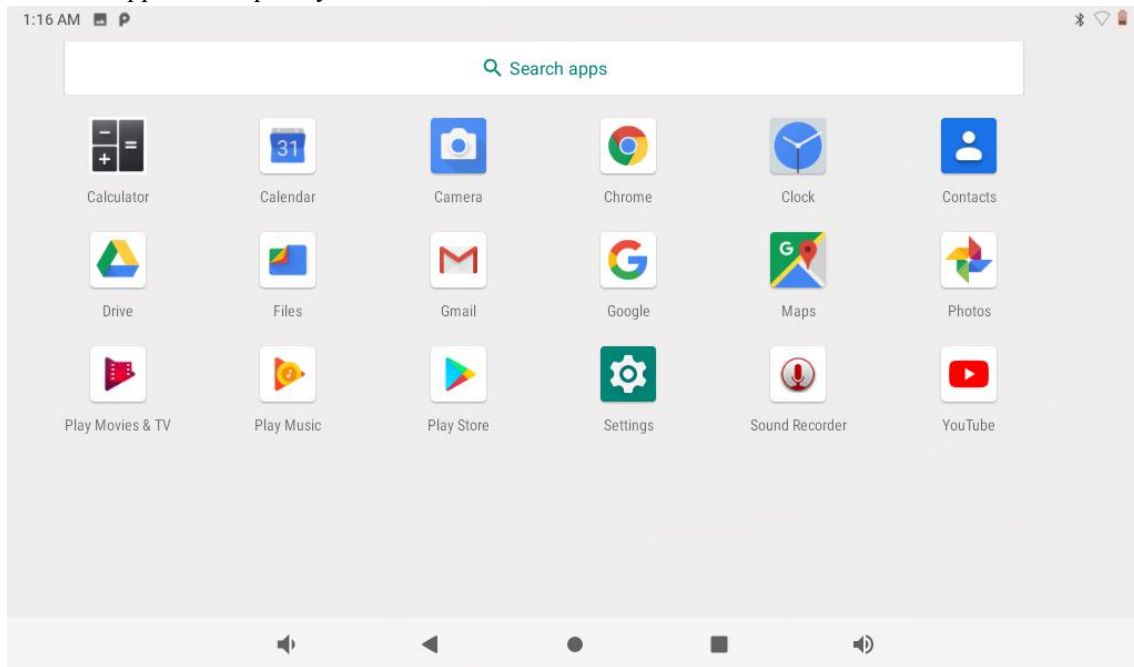 1:16 AM
Search apps
31
Calculator
Calendar
Camera
Chrome
Clock
Contacts
G
G
Drive
Files
Gmail
Google
Maps
Photos
Play Movies & TV
Play Music
Play Store
Settings
Sound Recorder
YouTube